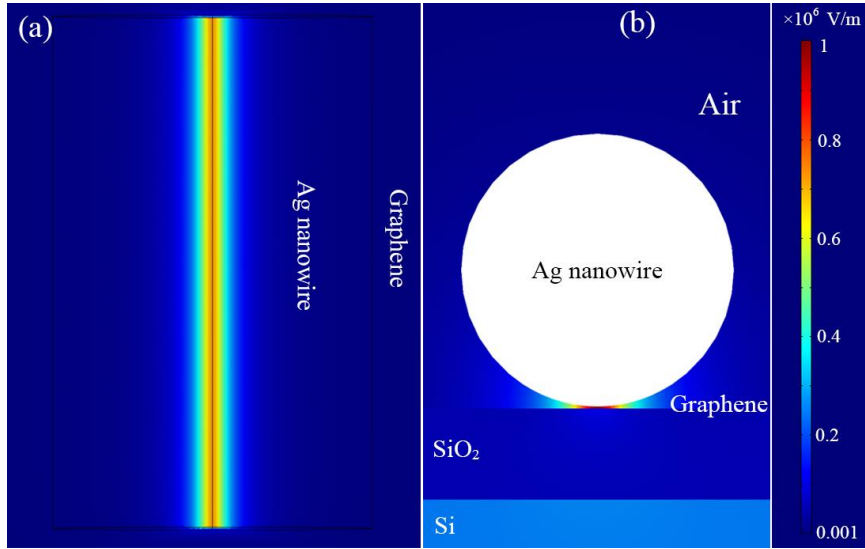 (a)
Ag nanowire
Graphene
(b)
Air
Ag nanowire
Graphene
SiO₂
Si
×10⁶ V/m
1
0.8
0.6
0.4
0.2
0.001